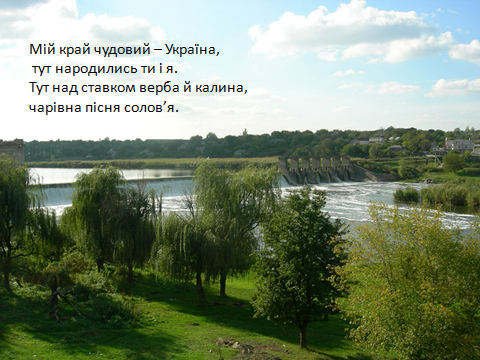 Мій край чудовий – Україна,
тут народились ти і я.
Тут над ставком верба й калина,
чарівна пісня солов’я.